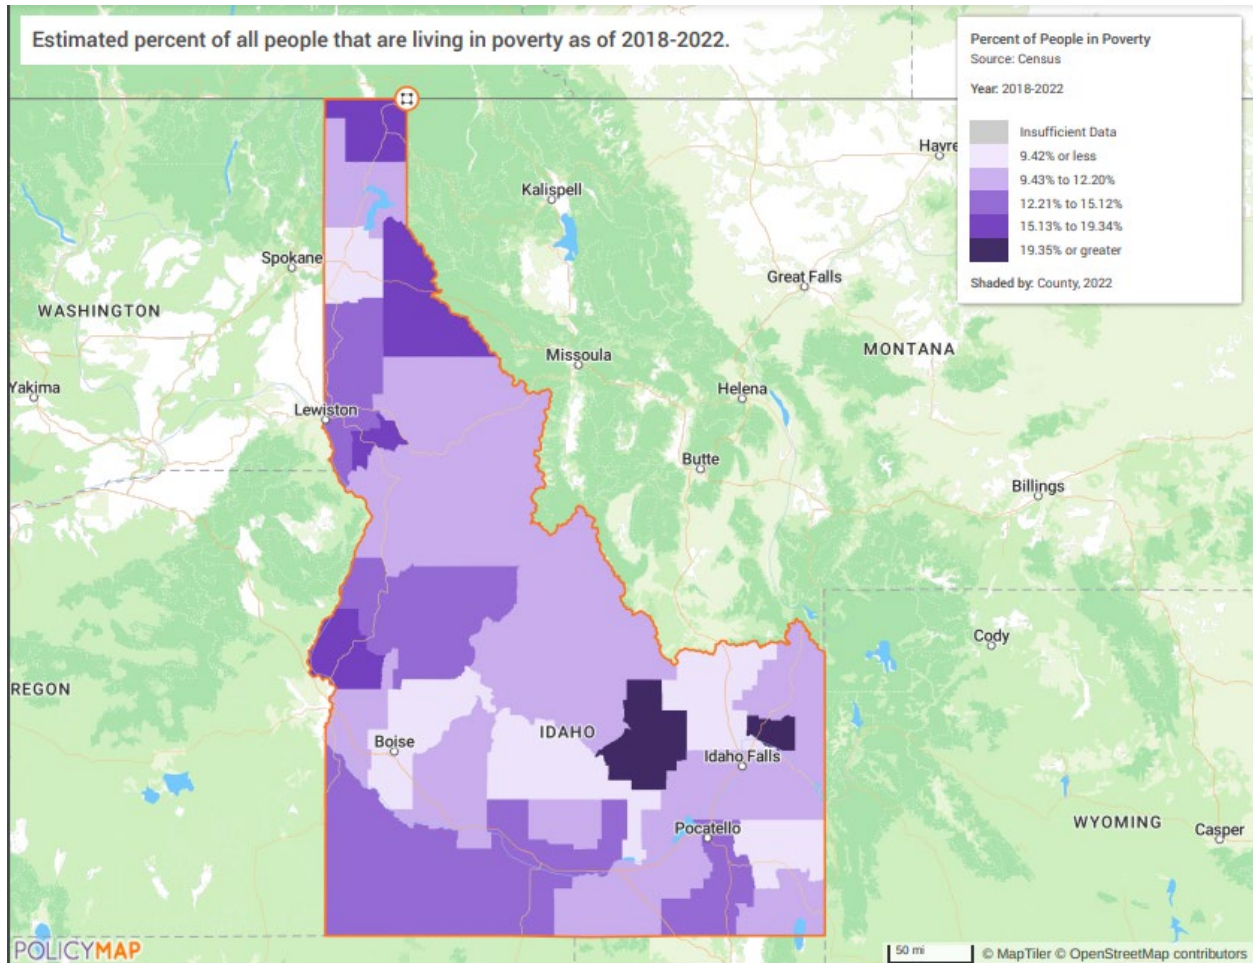 Estimated percent of all people that are living in poverty as of 2018-2022.
Percent of People in Poverty
Source: Census
Year: 2018-2022
Insufficient Data
9.42% or less
9.43% to 12.20%
12.21% to 15.12%
15.13% to 19.34%
19.35% or greater
Shaded by: County, 2022
Havre
Kalispell
Spokane
Great Falls
WASHINGTON
MONTANA
Missoula
Yakima
Helena
Lewiston
Butte
Billings
Cody
REGON
IDAHO
Boise
Idaho Falls
Pocatello
WYOMING
Casper
POLICYMAP
50 mi
© MapTiler © OpenStreetMap contributors